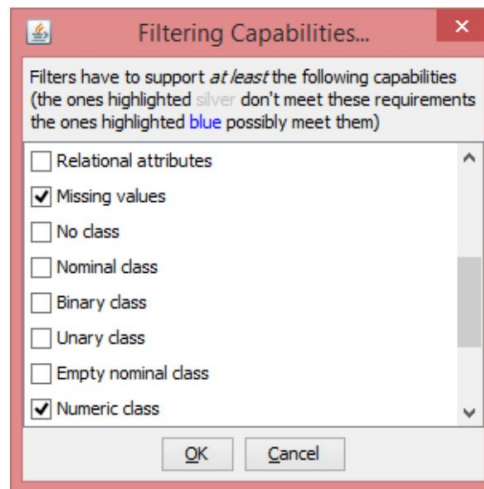 Filtering Capabilities...
Filters have to support at least the following capabilities
(the ones highlighted silver don't meet these requirements
the ones highlighted blue possibly meet them)
Relational attributes
Missing values
No class
Nominal class
Binary class
Unary class
Empty nominal class
Numeric class
OK Cancel